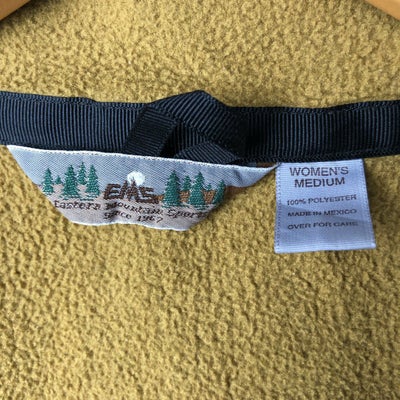 EMS
Eastern Mountain Sports
Since 1967
WOMEN'S
MEDIUM
100% POLYESTER
MADE IN MEXICO
OVER FOR CARE